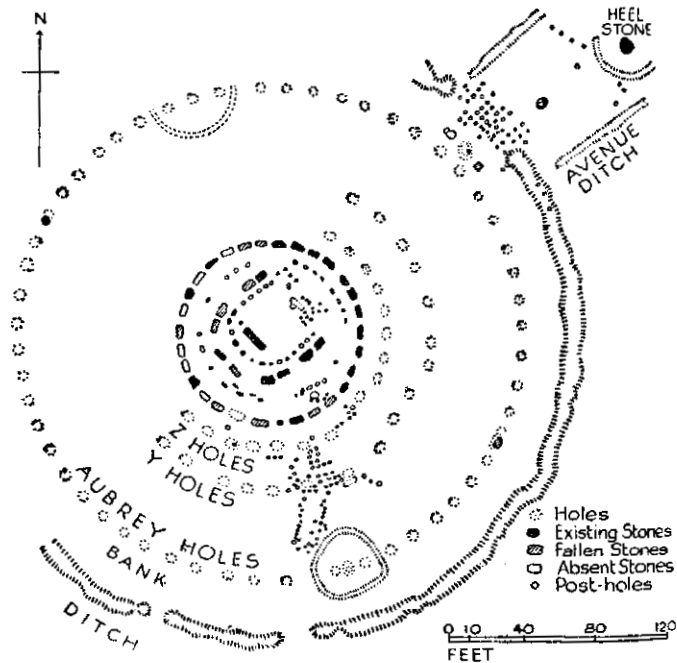 N
HEEL
STONE
AVENUE
DITCH
Z HOLES
Y HOLES
AUBREY HOLES
BANK
DITCH
Holes
Existing Stones
Fallen Stones
Absent Stones
Post-holes
0 10 40 80 120
FEET